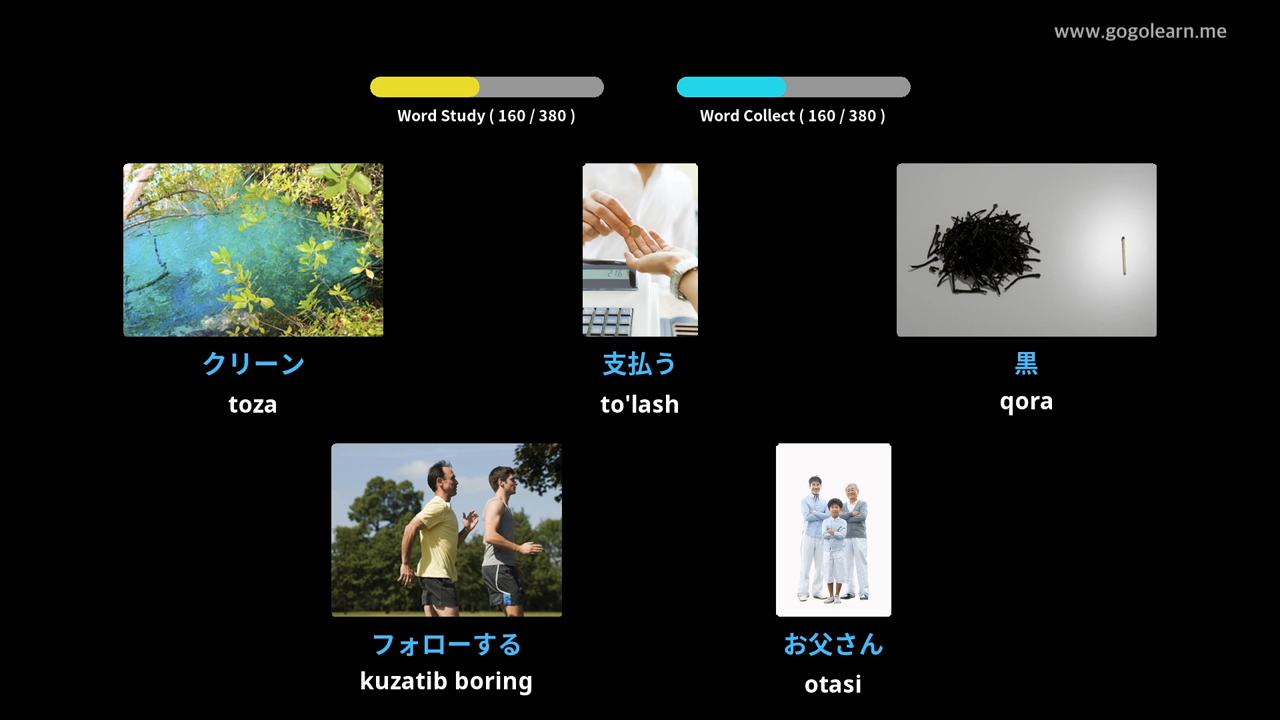 www.gogolearn.me
Word Study ( 160 / 380 )
Word Collect ( 160 / 380 )
クリーン
支払う
黒
toza
to'lash
qora
フォローする
お父さん
kuzatib boring
otasi